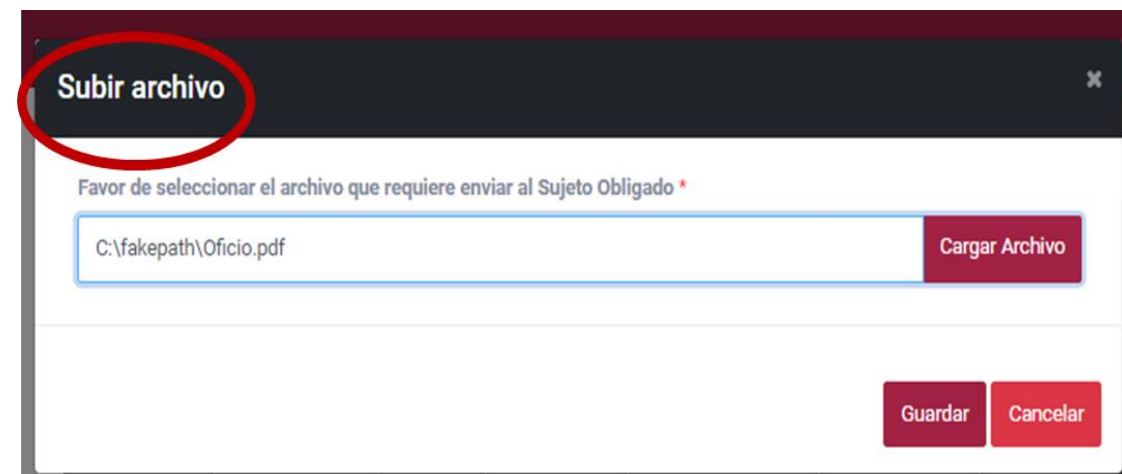 Subir archivo
×
Favor de seleccionar el archivo que requiere enviar al Sujeto Obligado *
C:\fakepath\Oficio.pdf
Cargar Archivo
Guardar
Cancelar